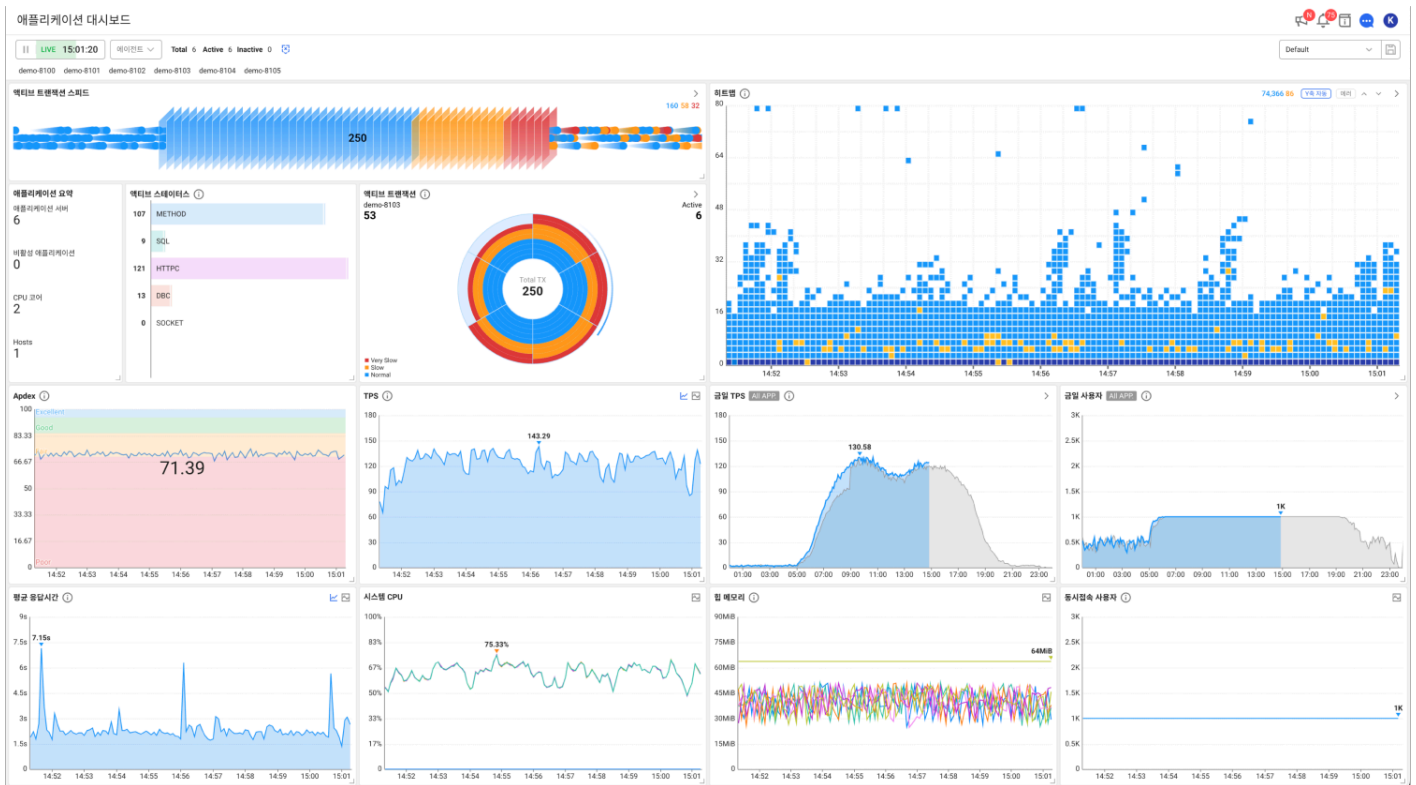 애플리케이션 대시보드
N
75
K
LIVE 15:01:20
에이전트
Total 6 Active 6 Inactive 0
Default
demo-8100 demo-8101 demo-8102 demo-8103 demo-8104 demo-8105
액티브 트랜잭션 스피드
160 58 32
250
히트맵
74,366 86
Y축 자동
에러
80
64
48
32
16
0
14:52 14:53 14:54 14:55 14:56 14:57 14:58 14:59 15:00 15:01
애플리케이션 요약
애플리케이션 서버
6
비활성 애플리케이션
0
CPU 코어
2
Hosts
1
액티브 스테이터스
107 METHOD
9 SQL
121 HTTPC
13 DBC
0 SOCKET
액티브 트랜잭션
demo-8103
53
Active
6
Total TX
250
Very Slow
Slow
Normal
Apdex
100
83.33
66.67
50
33.33
16.67
0
Excellent
Good
71.39
Poor
14:52 14:53 14:54 14:55 14:56 14:57 14:58 14:59 15:00 15:01
TPS
180
150
120
90
60
30
0
143.29
14:52 14:53 14:54 14:55 14:56 14:57 14:58 14:59 15:00 15:01
금일 TPS All APP.
180
150
120
90
60
30
0
130.58
01:00 03:00 05:00 07:00 09:00 11:00 13:00 15:00 17:00 19:00 21:00 23:00
금일 사용자 All APP.
3K
2.5K
2K
1.5K
1K
0.5K
0
1K
01:00 03:00 05:00 07:00 09:00 11:00 13:00 15:00 17:00 19:00 21:00 23:00
평균 응답시간
9s
7.5s
6s
4.5s
3s
1.5s
0
7.15s
14:52 14:53 14:54 14:55 14:56 14:57 14:58 14:59 15:00 15:01
시스템 CPU
100%
83%
67%
50%
33%
17%
0
75.33%
14:52 14:53 14:54 14:55 14:56 14:57 14:58 14:59 15:00 15:01
힙 메모리
90MiB
75MiB
60MiB
45MiB
30MiB
15MiB
0
64MiB
14:52 14:53 14:54 14:55 14:56 14:57 14:58 14:59 15:00 15:01
동시접속 사용자
3K
2.5K
2K
1.5K
1K
0.5K
0
1K
14:52 14:53 14:54 14:55 14:56 14:57 14:58 14:59 15:00 15:01